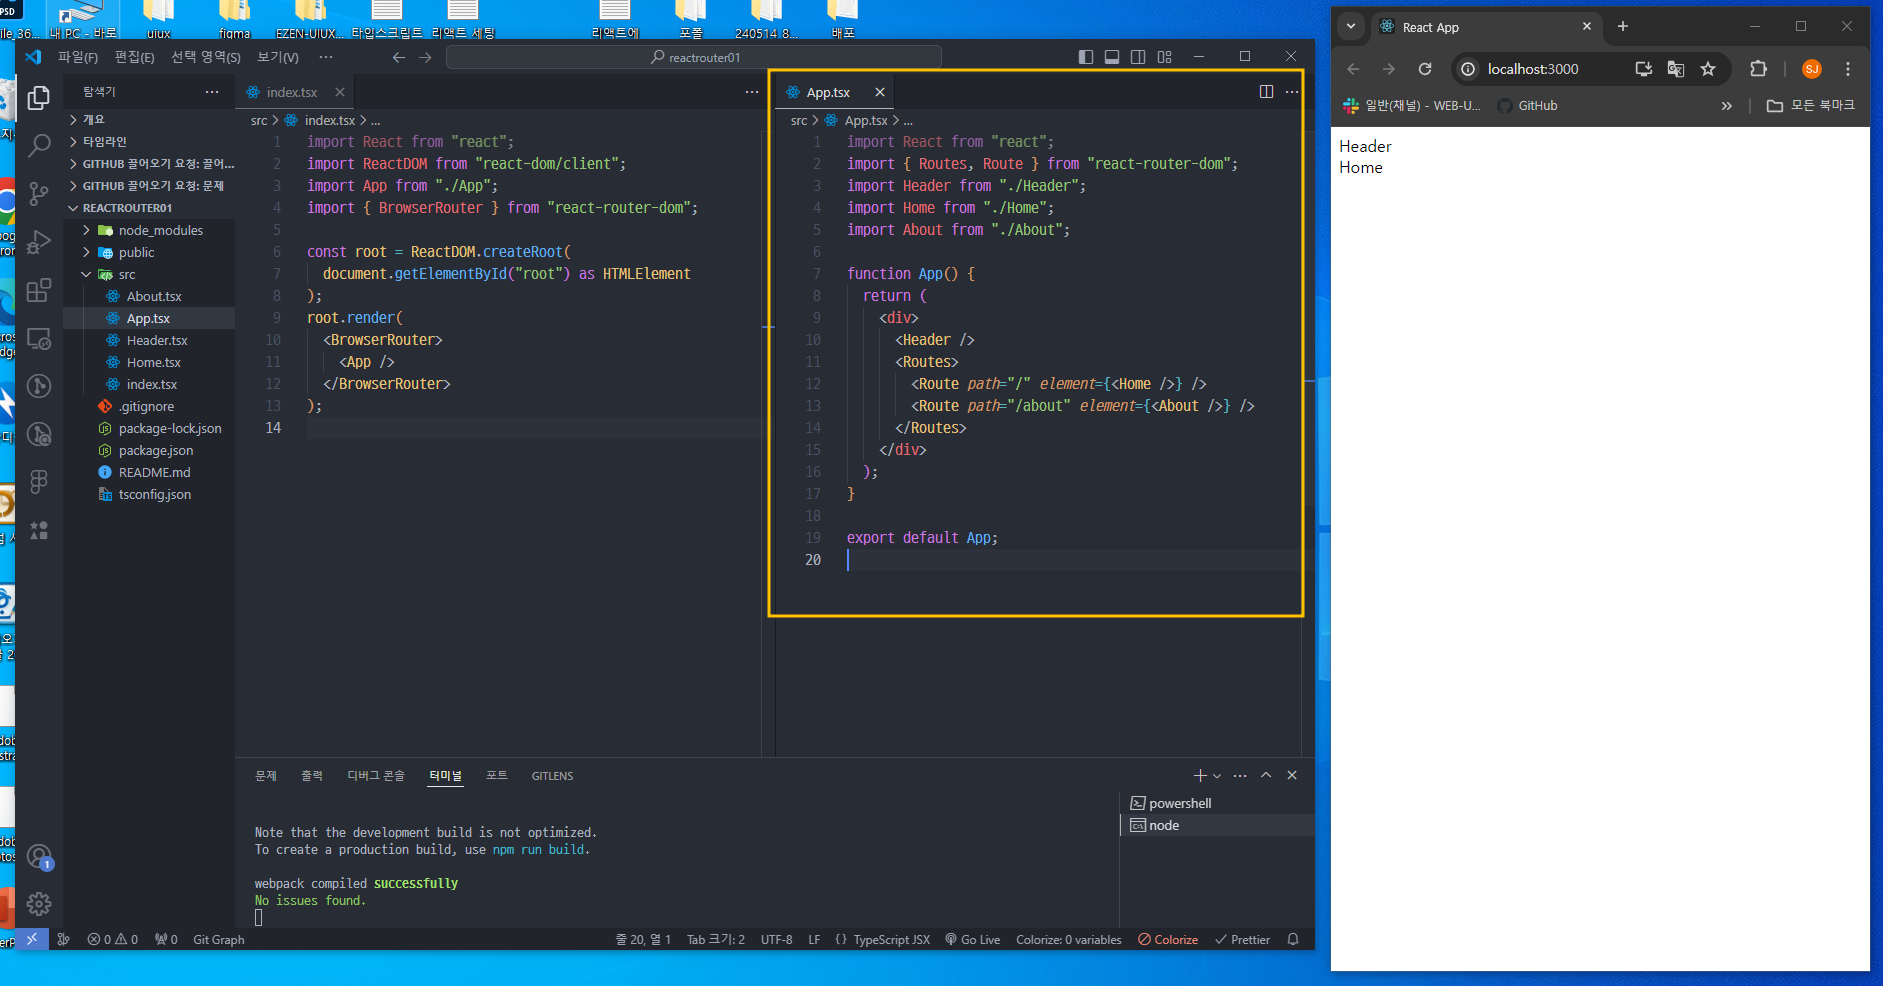 내 PC - 바로
uiux
figma
EZEN-UIUX...
타입스크립트
리액트 세팅
리액트에
포폴
240514_8...
배포
파일(F)
편집(E)
선택 영역(S)
보기(V)
reactrouter01
탐색기
개요
타임라인
GITHUB 끌어오기 요청: 끌어...
GITHUB 끌어오기 요청: 문제
REACTROUTER01
node_modules
public
src
About.tsx
App.tsx
Header.tsx
Home.tsx
index.tsx
.gitignore
package-lock.json
package.json
README.md
tsconfig.json
index.tsx
src > index.tsx > ...
1 import React from "react";
2 import ReactDOM from "react-dom/client";
3 import App from "./App";
4 import { BrowserRouter } from "react-router-dom";
5
6 const root = ReactDOM.createRoot(
7 document.getElementById("root") as HTMLElement
8 );
9 root.render(
10 <BrowserRouter>
11 <App />
12 </BrowserRouter>
13 );
14
App.tsx
src > App.tsx > ...
1 import React from "react";
2 import { Routes, Route } from "react-router-dom";
3 import Header from "./Header";
4 import Home from "./Home";
5 import About from "./About";
6
7 function App() {
8 return (
9 <div>
10 <Header />
11 <Routes>
12 <Route path="/" element={<Home />} />
13 <Route path="/about" element={<About />} />
14 </Routes>
15 </div>
16 );
17 }
18
19 export default App;
20
문제
출력
디버그 콘솔
터미널
포트
GITLENS
Note that the development build is not optimized.
To create a production build, use npm run build.
webpack compiled successfully
No issues found.
powershell
node
1
0 0
0
Git Graph
줄 20, 열 1
Tab 크기: 2
UTF-8
LF
{ } TypeScript JSX
Go Live
Colorize: 0 variables
Colorize
Prettier
React App
localhost:3000
SJ
일반(채널) - WEB-U...
GitHub
모든 북마크
Header
Home